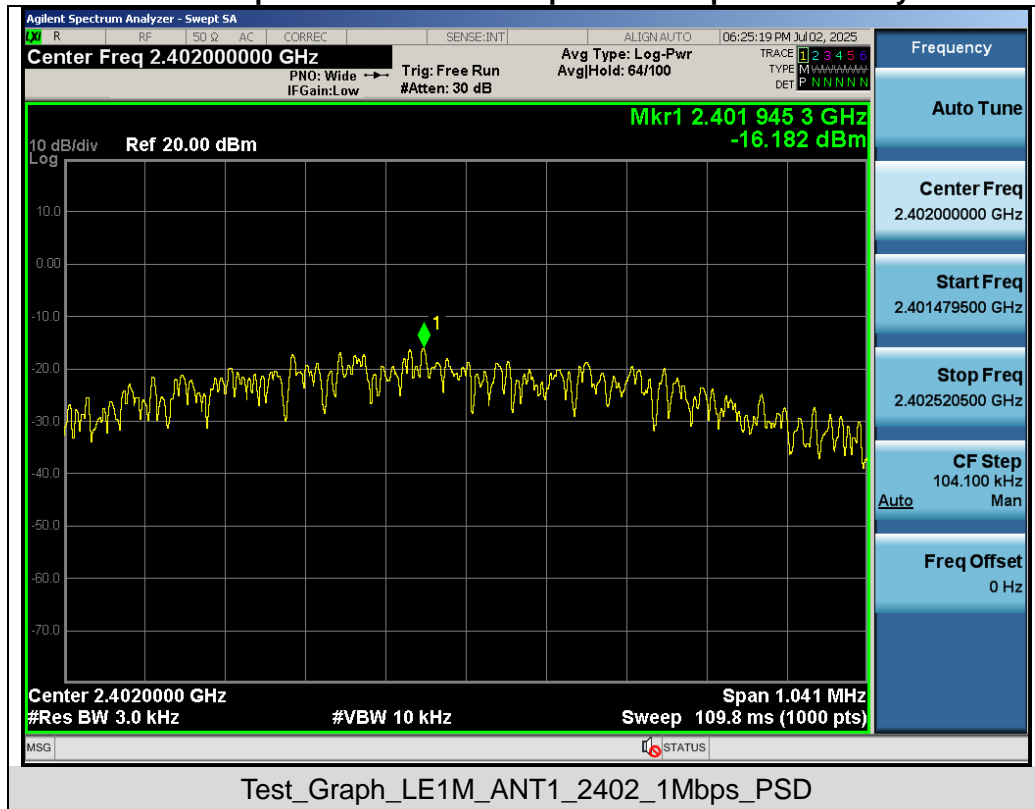 Agilent Spectrum Analyzer - Swept SA
LXI R RF 50 Ω AC CORREC SENSE:INT ALIGN AUTO 06:25:19 PM Jul 02, 2025
Center Freq 2.402000000 GHz
PNO: Wide
IFGain:Low
Trig: Free Run
#Atten: 30 dB
Avg Type: Log-Pwr
Avg|Hold: 64/100
TRACE 1 2 3 4 5 6
TYPE M
DET P N N N N N
Mkr1 2.401 945 3 GHz
-16.182 dBm
10 dB/div Ref 20.00 dBm
Log
10.0
0.00
-10.0
-20.0
-30.0
-40.0
-50.0
-60.0
-70.0
1
Center 2.4020000 GHz Span 1.041 MHz
#Res BW 3.0 kHz #VBW 10 kHz Sweep 109.8 ms (1000 pts)
MSG STATUS
Frequency
Auto Tune
Center Freq
2.402000000 GHz
Start Freq
2.401479500 GHz
Stop Freq
2.402520500 GHz
CF Step
104.100 kHz
Auto Man
Freq Offset
0 Hz
Test_Graph_LE1M_ANT1_2402_1Mbps_PSD